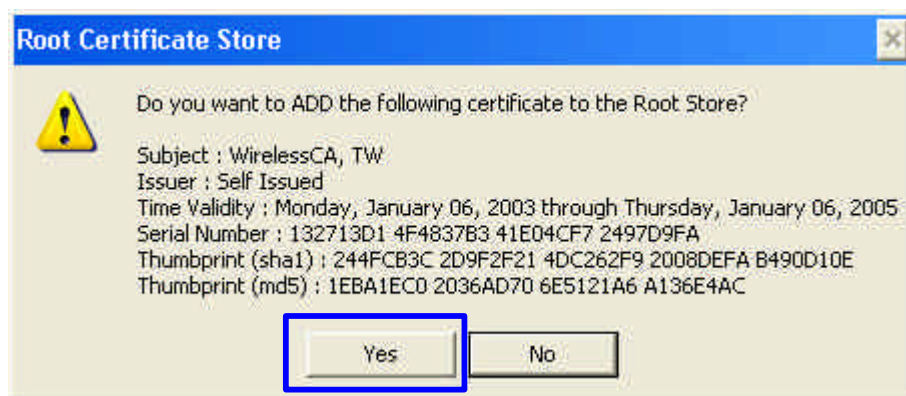 Root Certificate Store
Do you want to ADD the following certificate to the Root Store?
Subject : WirelessCA, TW
Issuer : Self Issued
Time Validity : Monday, January 06, 2003 through Thursday, January 06, 2005
Serial Number : 132713D1 4F4837B3 41E04CF7 2497D9FA
Thumbprint (sha1) : 244FCB3C 2D9F2F21 4DC262F9 2008DEFA B490D10E
Thumbprint (md5) : 1EBA1EC0 2036AD70 6E5121A6 A136E4AC
Yes No